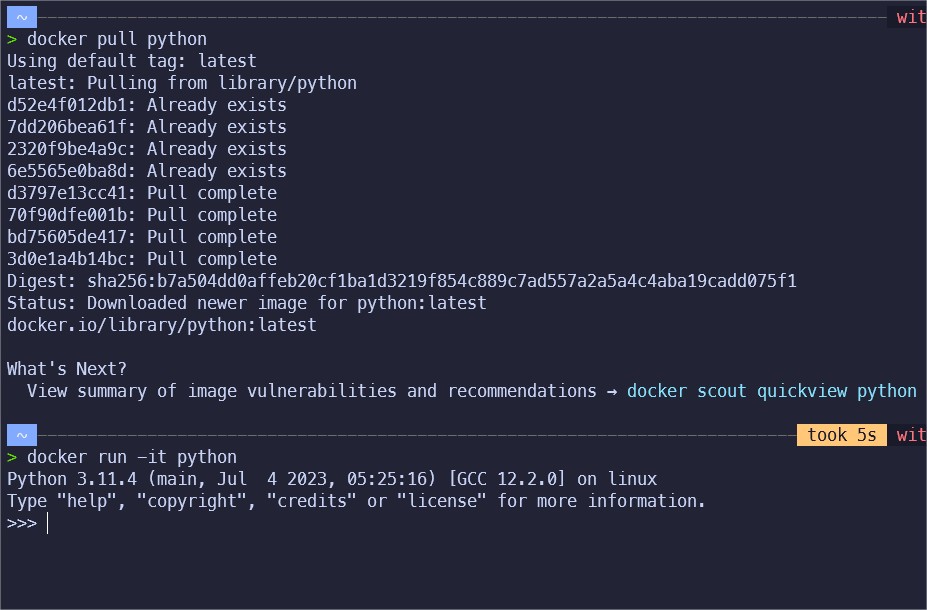 ~ wit
> docker pull python
Using default tag: latest
latest: Pulling from library/python
d52e4f012db1: Already exists
7dd206bea61f: Already exists
2320f9be4a9c: Already exists
6e5565e0ba8d: Already exists
d3797e13cc41: Pull complete
70f90dfe001b: Pull complete
bd75605de417: Pull complete
3d0e1a4b14bc: Pull complete
Digest: sha256:b7a504dd0affeb20cf1ba1d3219f854c889c7ad557a2a5a4c4aba19cadd075f1
Status: Downloaded newer image for python:latest
docker.io/library/python:latest
What's Next?
View summary of image vulnerabilities and recommendations → docker scout quickview python
~ took 5s wit
> docker run -it python
Python 3.11.4 (main, Jul  4 2023, 05:25:16) [GCC 12.2.0] on linux
Type "help", "copyright", "credits" or "license" for more information.
>>>